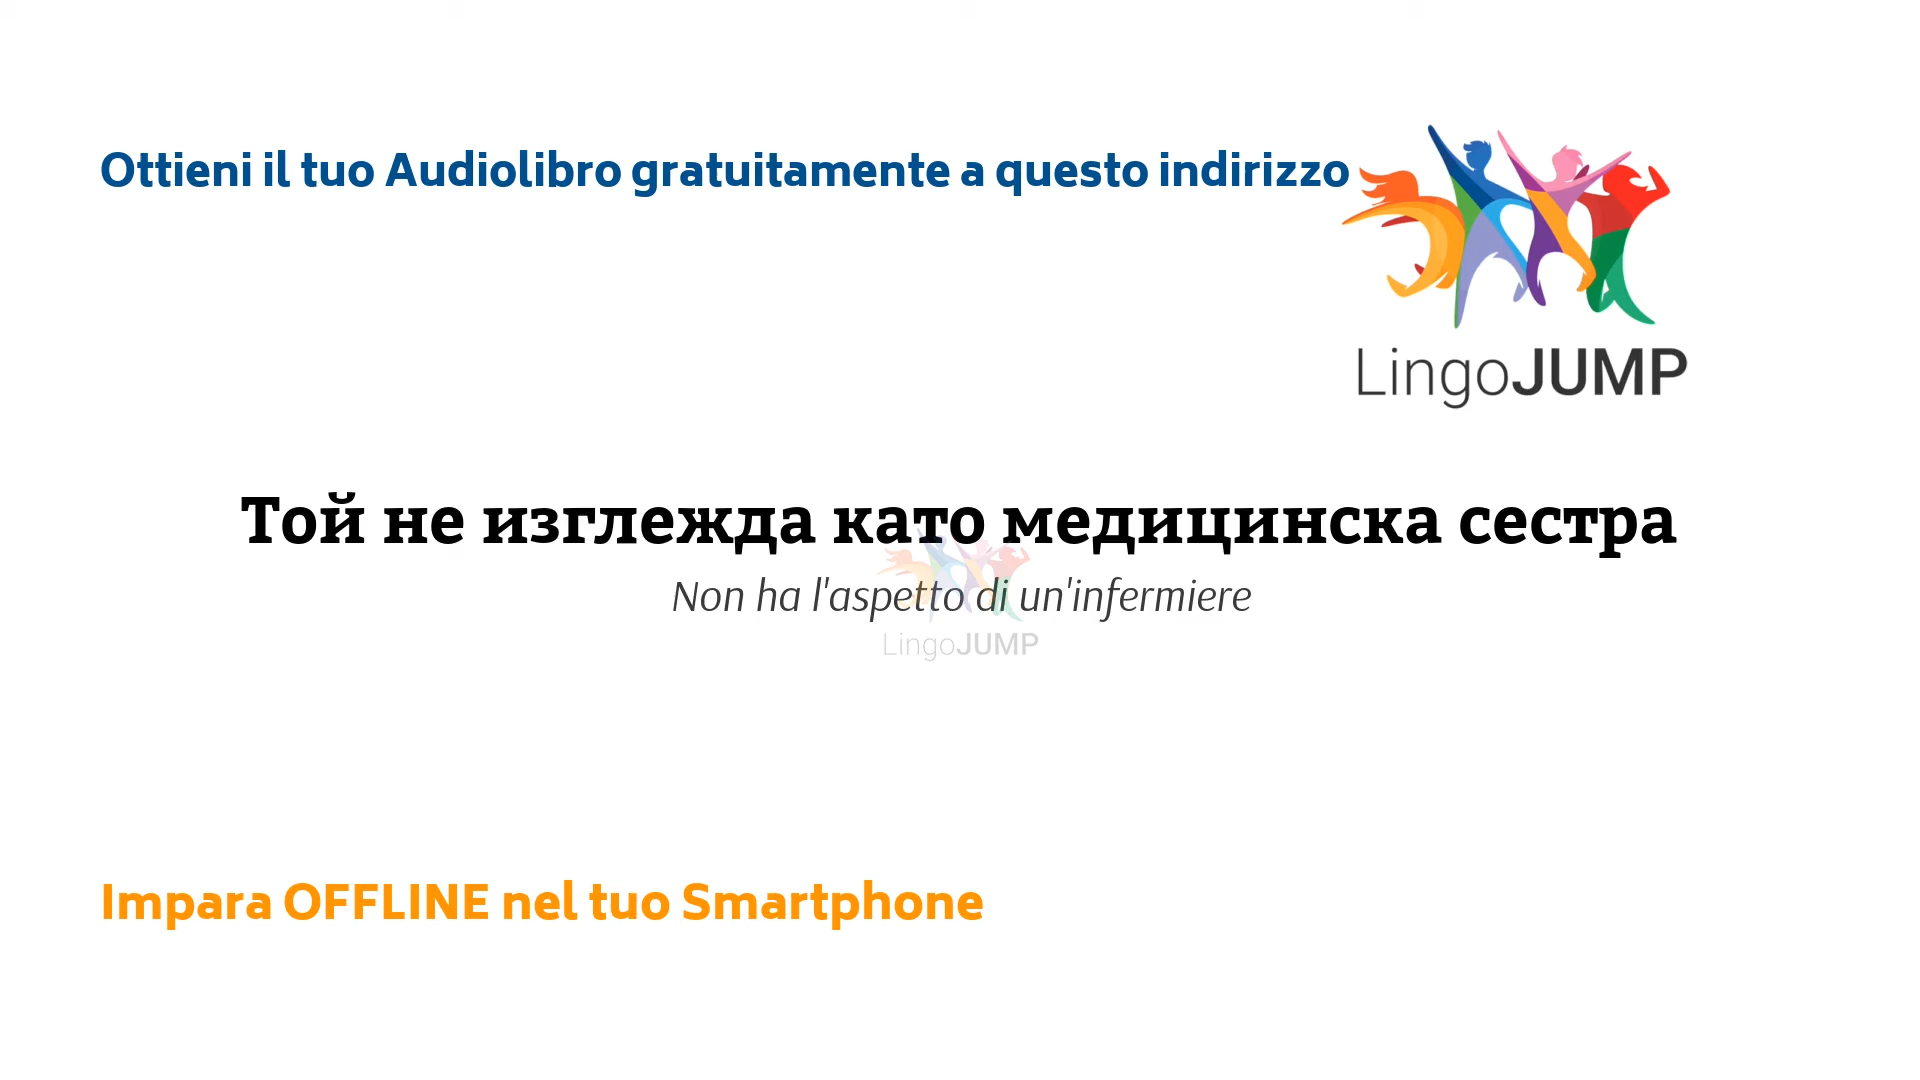 Ottieni il tuo Audiolibro gratuitamente a questo indirizzo
LingoJUMP
Той не изглежда като медицинска сестра
Non ha l'aspetto di un'infermiere
LingoJUMP
Impara OFFLINE nel tuo Smartphone